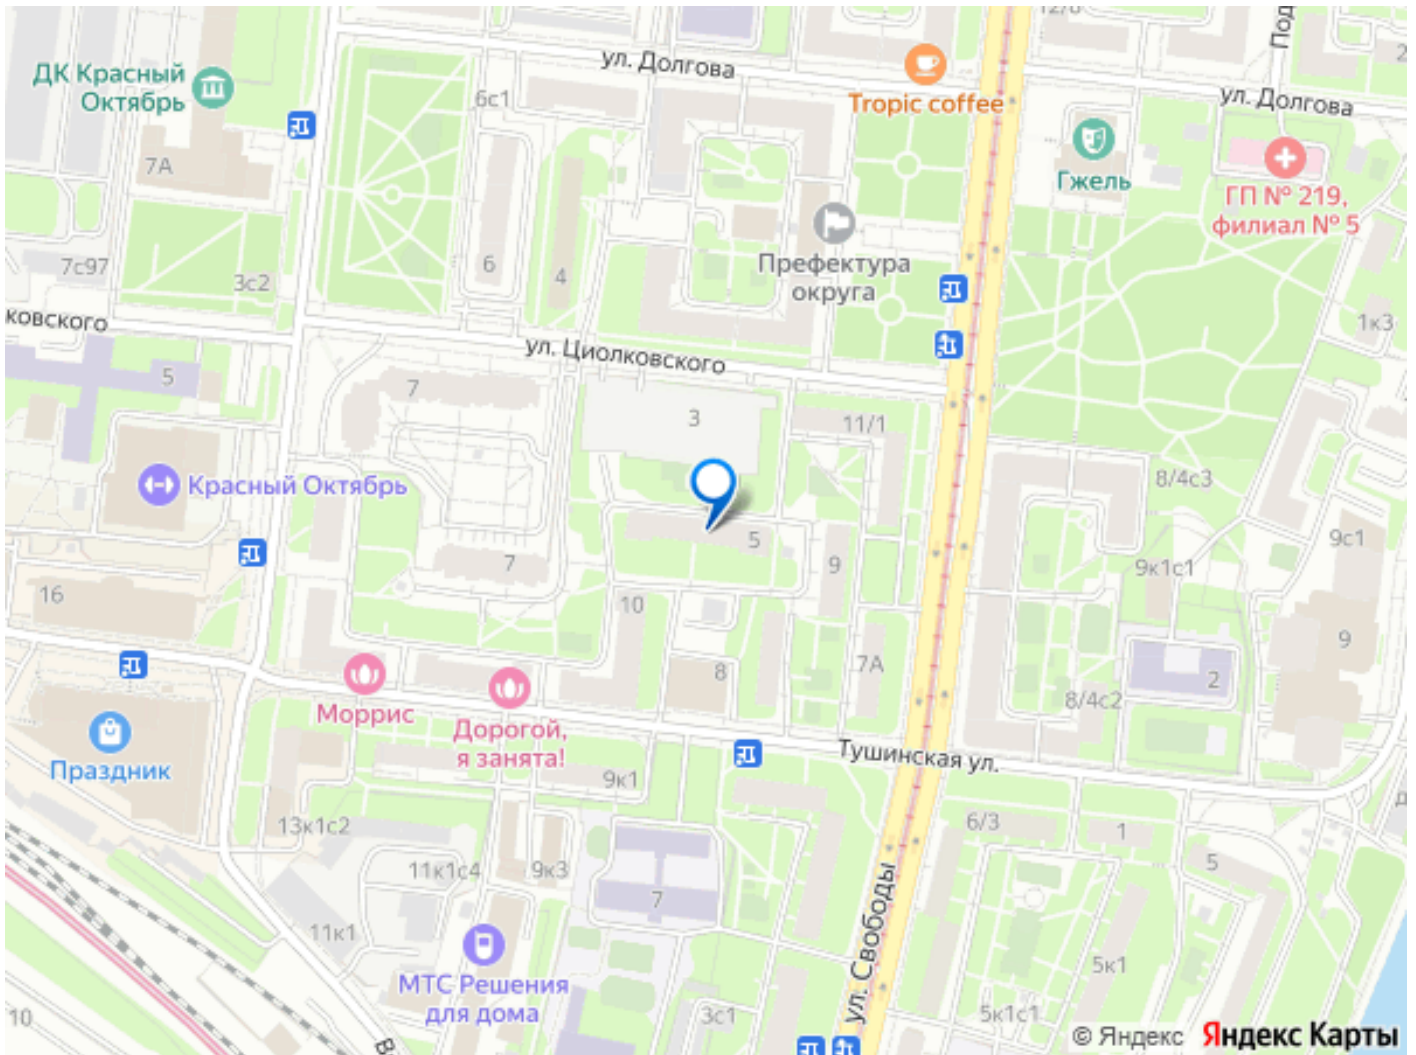 12/8
Под
2
ул. Долгова
ДК Красный
Октябрь
6с1
Tropic coffee
ул. Долгова
7А
Гжель
ГП № 219,
филиал № 5
7с97
3с2
6
4
Префектура
округа
ковского
1к3
ул. Циолковского
5
7
3
11/1
8/4с3
Красный Октябрь
5
9с1
7
9
9к1с1
16
10
9
7А
8
2
8/4с2
Моррис
Дорогой,
я занята!
Тушинская ул.
Праздник
9к1
13к1с2
6/3
1
5
11к1с4
9к3
7
ул. Свободы
11к1
МТС Решения
для дома
5к1
10
3с1
5к1с1
В
© Яндекс Яндекс Карты